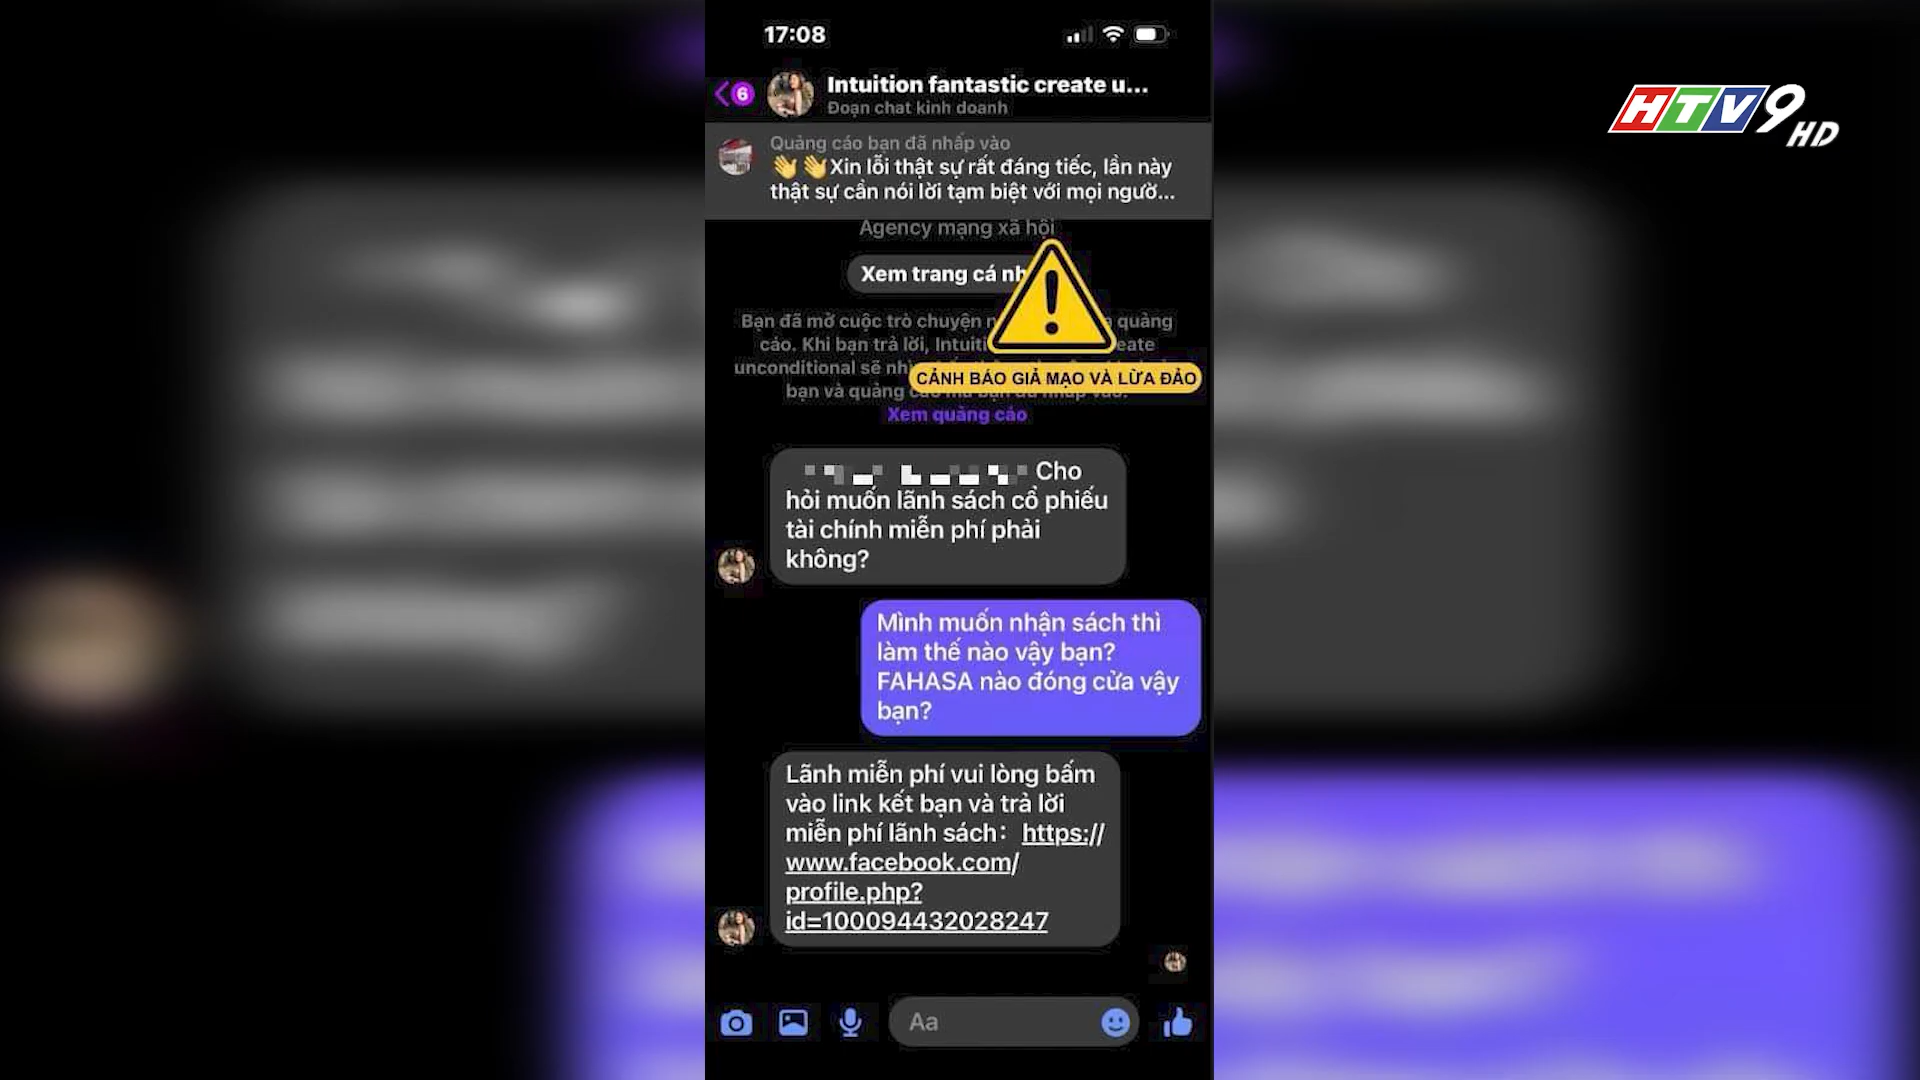 17:08
HTV9 HD
6
Intuition fantastic create u...
Đoạn chat kinh doanh
Quảng cáo bạn đã nhấp vào
👋👋Xin lỗi thật sự rất đáng tiếc, lần này
thật sự cần nói lời tạm biệt với mọi ngườ...
Agency mạng xã hội
Xem trang cá
Bạn đã mở cuộc trò chuyện quảng
cáo. Khi bạn trả lời,
unconditional sẽ
CẢNH BÁO GIẢ MẠO VÀ LỪA ĐẢO
bạn và quảng
Xem quảng cáo
Cho
hỏi muốn lãnh sách cổ phiếu
tài chính miễn phí phải
không?
Mình muốn nhận sách thì
làm thế nào vậy bạn?
FAHASA nào đóng cửa vậy
bạn?
Lãnh miễn phí vui lòng bấm
vào link kết bạn và trả lời
miễn phí lãnh sách: https://
www.facebook.com/
profile.php?
id=100094432028247
Aa